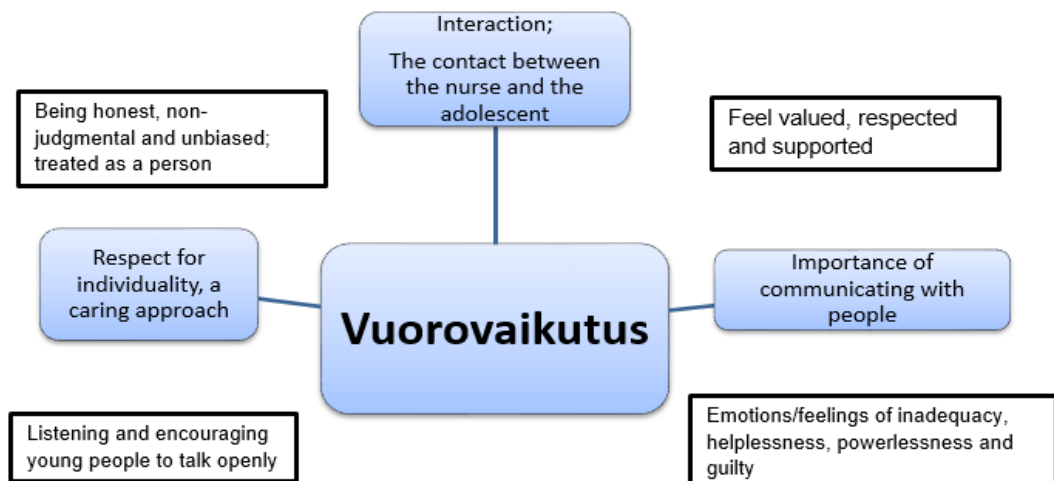 Interaction;
The contact between
the nurse and the
adolescent
Being honest, non-
judgmental and unbiased;
treated as a person
Feel valued, respected
and supported
Respect for
individuality, a
caring approach
Vuorovaikutus
Importance of
communicating with
people
Listening and encouraging
young people to talk openly
Emotions/feelings of inadequacy,
helplessness, powerlessness and
guilty